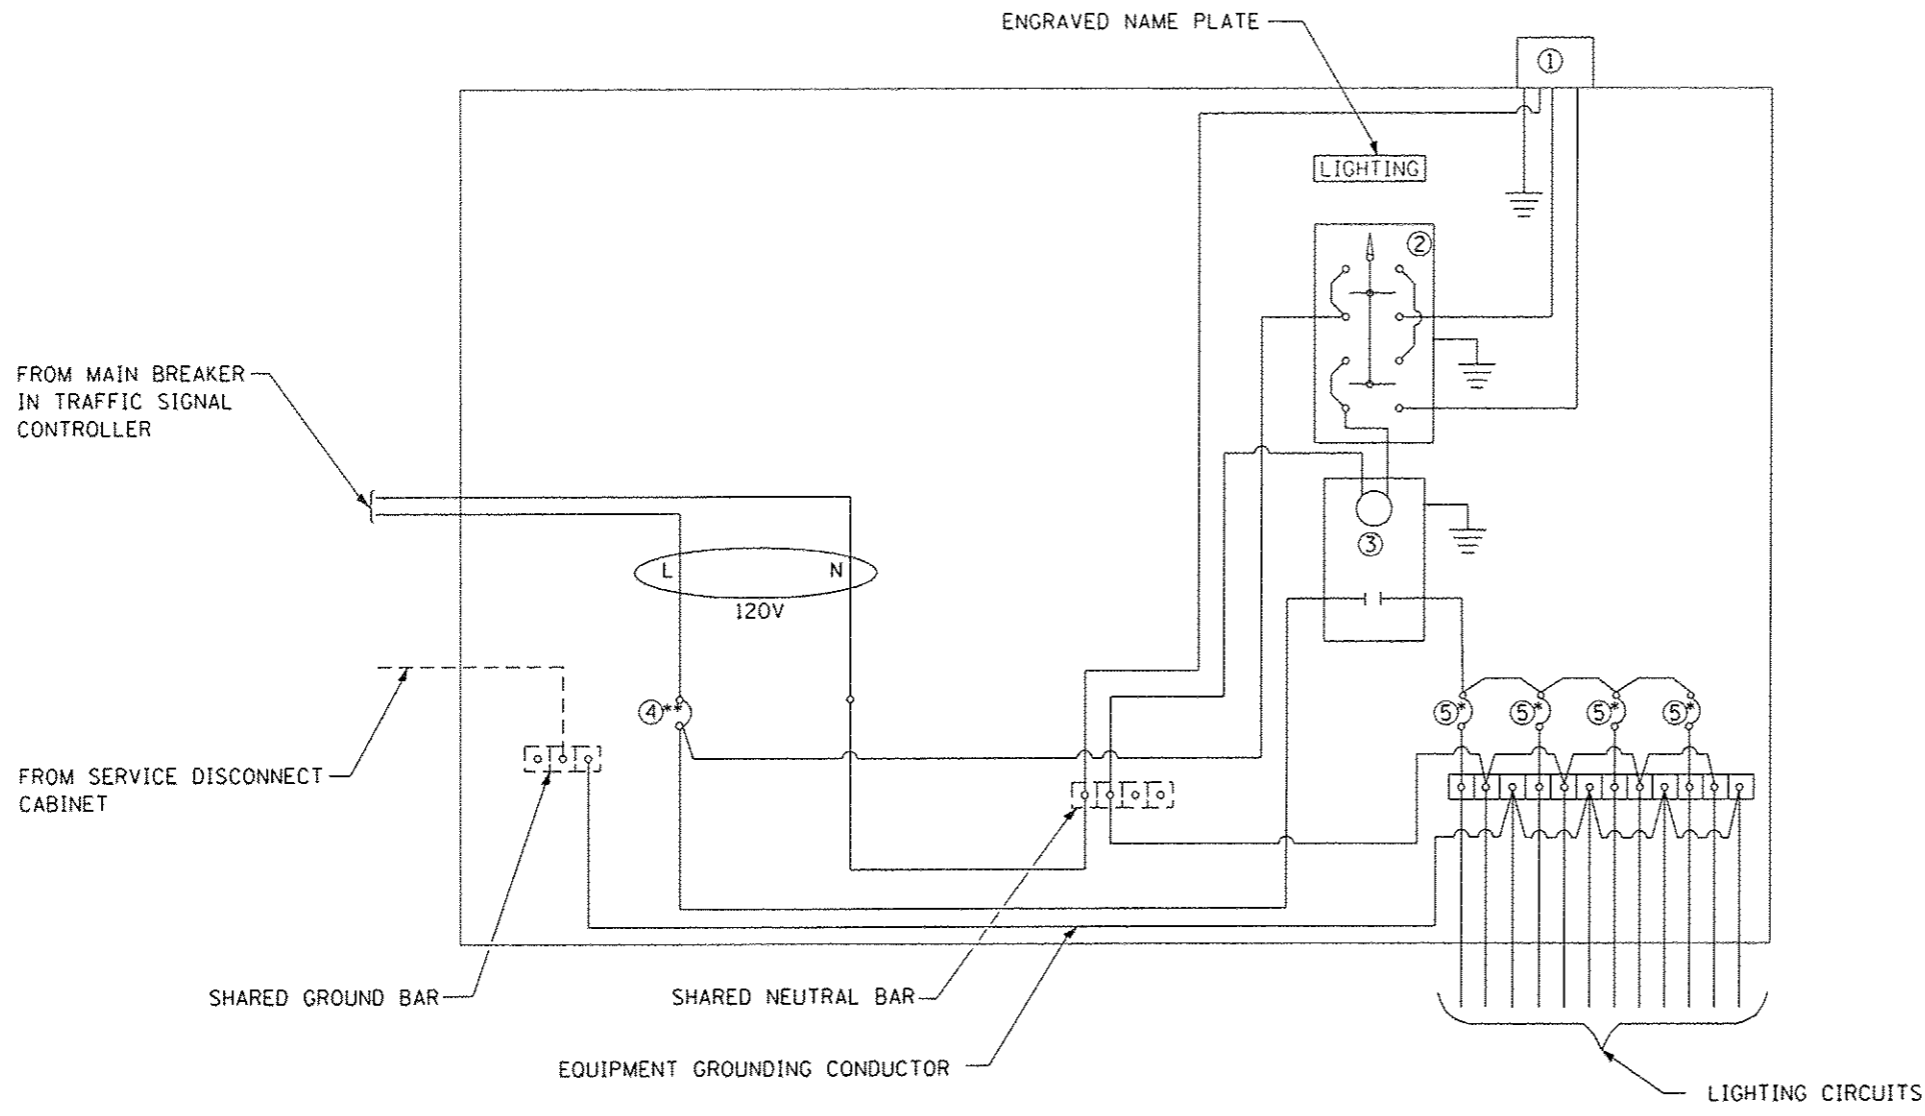 ENGRAVED NAME PLATE
①
LIGHTING
②
FROM MAIN BREAKER
IN TRAFFIC SIGNAL
CONTROLLER
③
L
N
120V
④**
⑤*
⑤*
⑤*
⑤*
FROM SERVICE DISCONNECT
CABINET
SHARED GROUND BAR
SHARED NEUTRAL BAR
EQUIPMENT GROUNDING CONDUCTOR
LIGHTING CIRCUITS